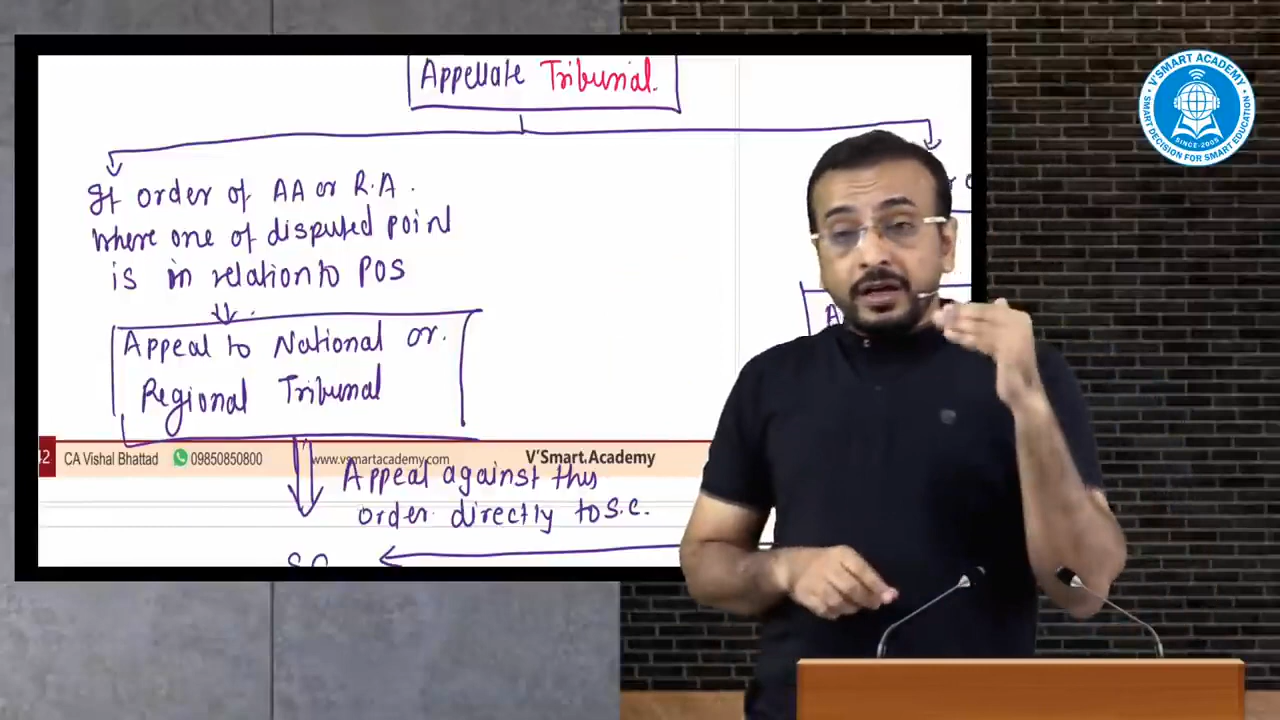 Appellate Tribunal.
If order of AA or R.A.
Where one of disputed point
is in relation to POS
Appeal to National or.
Regional Tribunal
42 CA Vishal Bhattad 09850850800 www.vsmartacademy.com V'Smart.Academy
Appeal against this
order directly to S.C.
SC
V'SMART ACADEMY
SMART DECISION FOR SMART EDUCATION
SINCE-2005